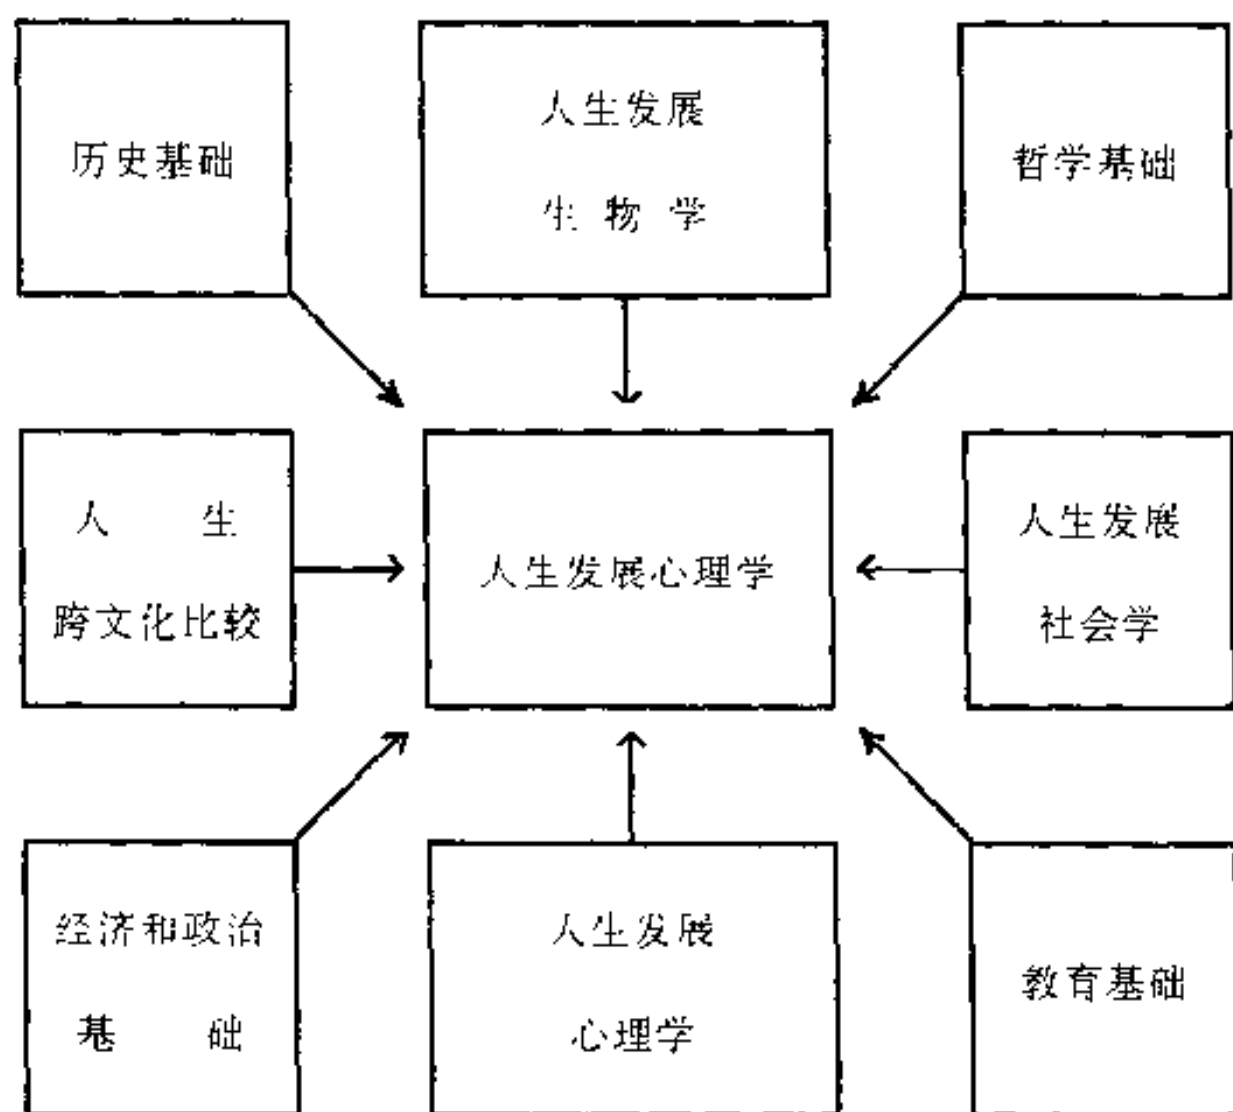 历史基础
人生发展
生物学
哲学基础
人生
跨文化比较
人生发展心理学
人生发展
社会学
经济和政治
基础
人生发展
心理学
教育基础